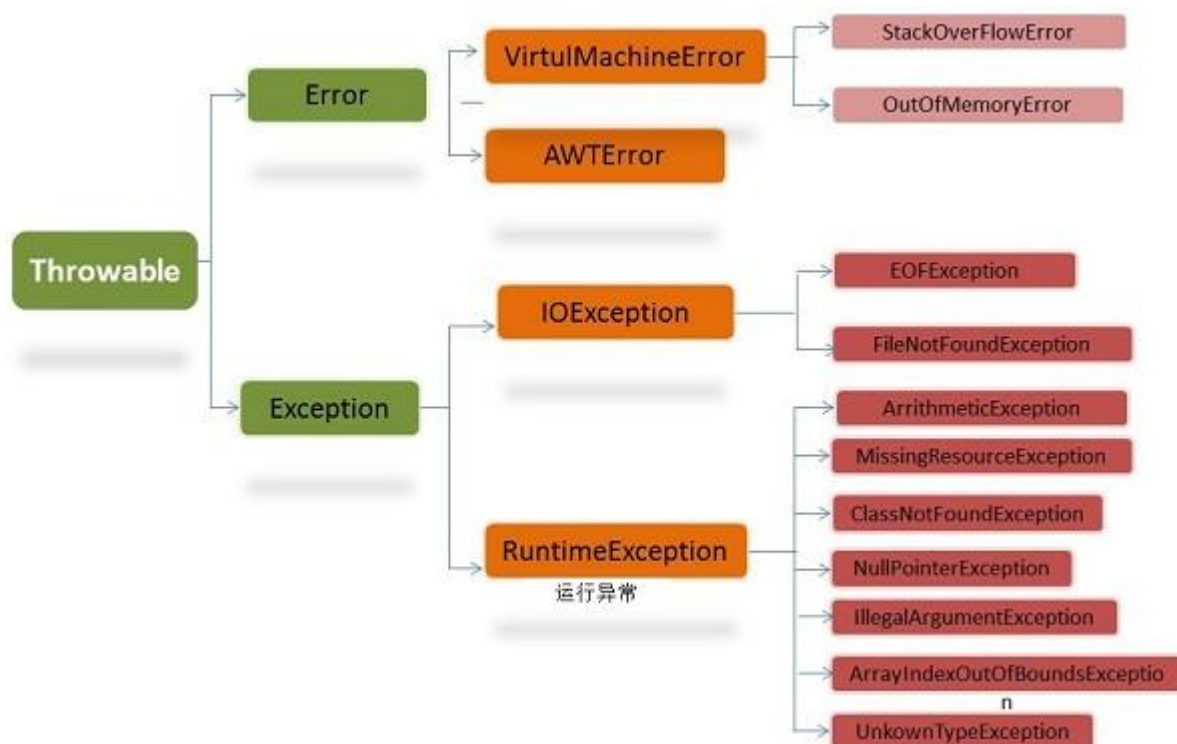 Throwable
Error
VirtulMachineError
StackOverFlowError
OutOfMemoryError
AWTError
Exception
IOException
EOFException
FileNotFoundException
RuntimeException
运行异常
ArrithmeticException
MissingResourceException
ClassNotFoundException
NullPointerException
IllegalArgumentException
ArrayIndexOutOfBoundsExceptio
n
UnkownTypeException